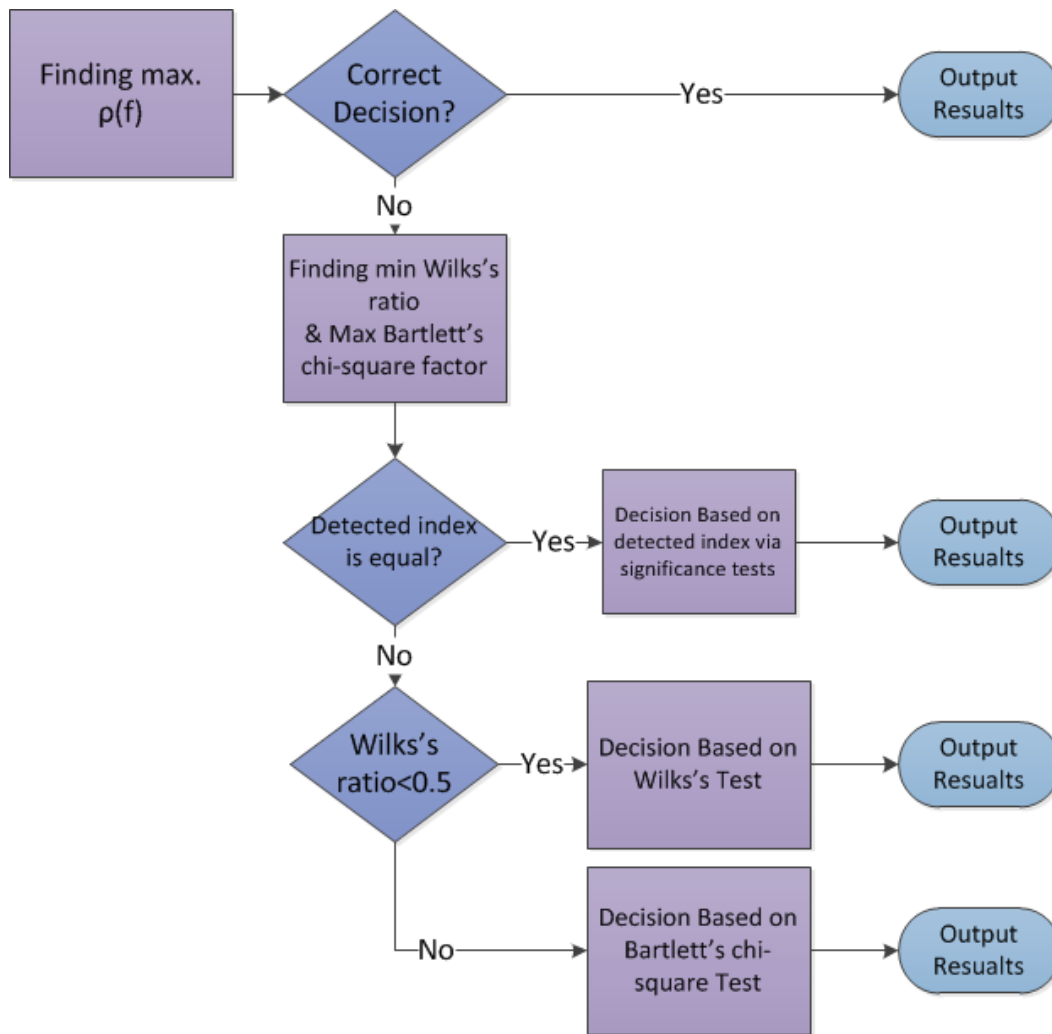 Finding max.
ρ(f)
Correct
Decision?
Yes
Output
Resualts
No
Finding min Wilks's
ratio
& Max Bartlett's
chi-square factor
Detected index
is equal?
Yes
Decision Based on
detected index via
significance tests
Output
Resualts
No
Wilks's
ratio<0.5
Yes
Decision Based on
Wilks's Test
Output
Resualts
No
Decision Based on
Bartlett's chi-
square Test
Output
Resualts